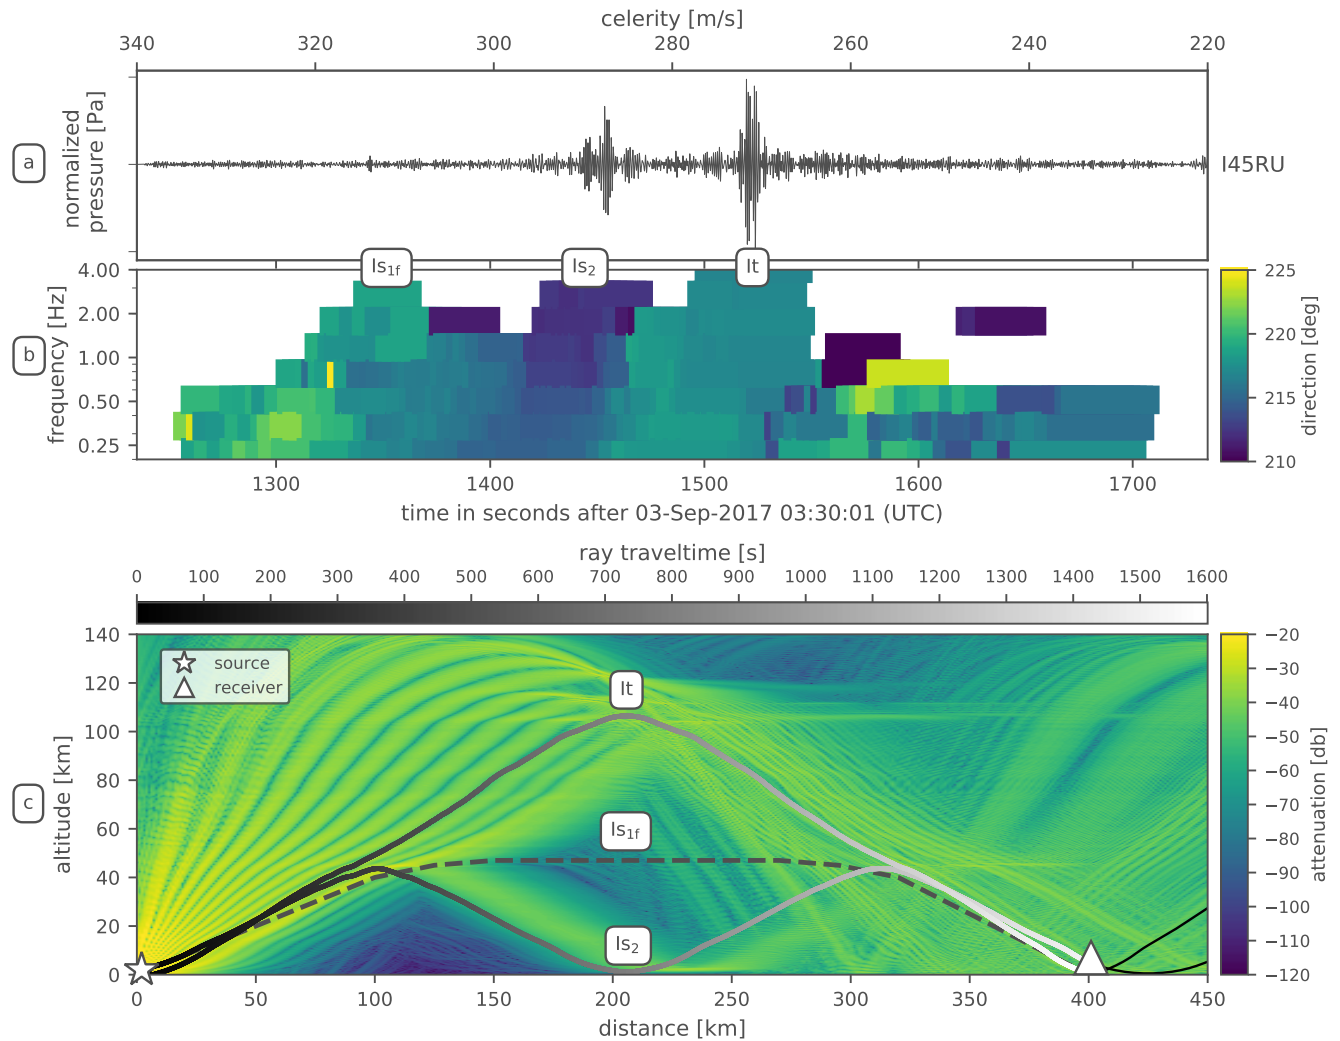 celerity [m/s]
340 320 300 280 260 240 220
a
normalized
pressure [Pa]
I45RU
Is1f Is2 It
b
frequency [Hz]
4.00
2.00
1.00
0.50
0.25
225
220
215
210
direction [deg]
1300 1400 1500 1600 1700
time in seconds after 03-Sep-2017 03:30:01 (UTC)
ray traveltime [s]
0 100 200 300 400 500 600 700 800 900 1000 1100 1200 1300 1400 1500 1600
c
altitude [km]
140
120
100
80
60
40
20
0
source
receiver
It
Is1f
Is2
−20
−30
−40
−50
−60
−70
−80
−90
−100
−110
−120
attenuation [db]
0 50 100 150 200 250 300 350 400 450
distance [km]